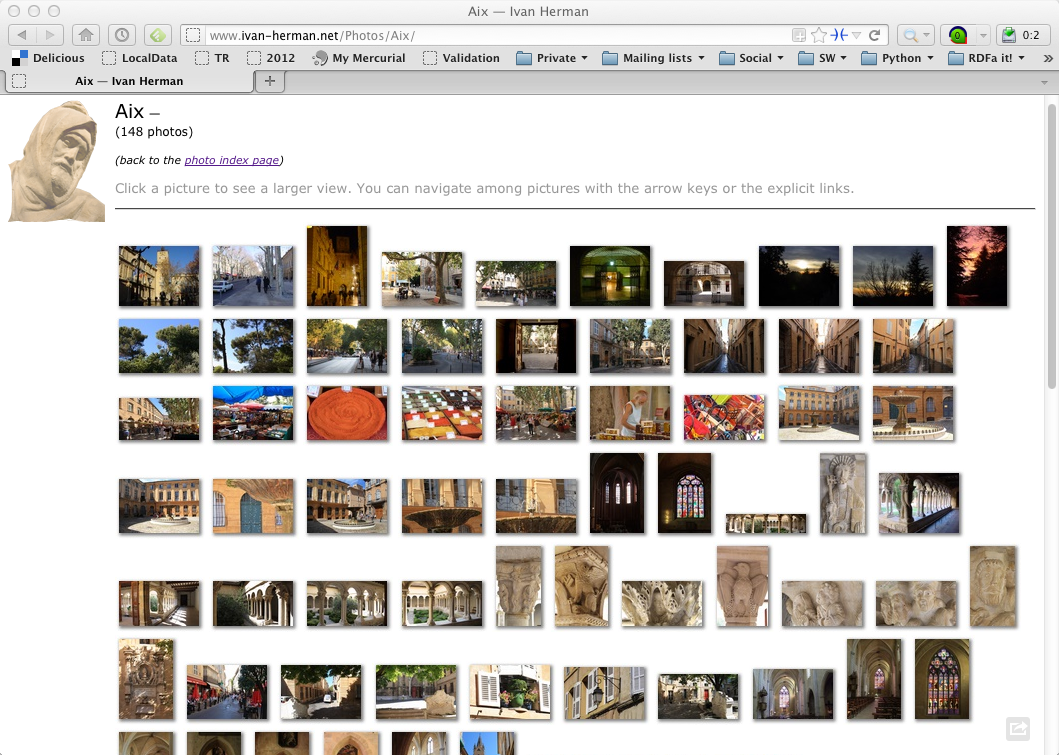 Aix — Ivan Herman
www.ivan-herman.net/Photos/Aix/
0
0:2
Delicious LocalData TR 2012 My Mercurial Validation Private Mailing lists Social SW Python RDFa it! »
Aix — Ivan Herman
Aix —
(148 photos)
(back to the photo index page)
Click a picture to see a larger view. You can navigate among pictures with the arrow keys or the explicit links.